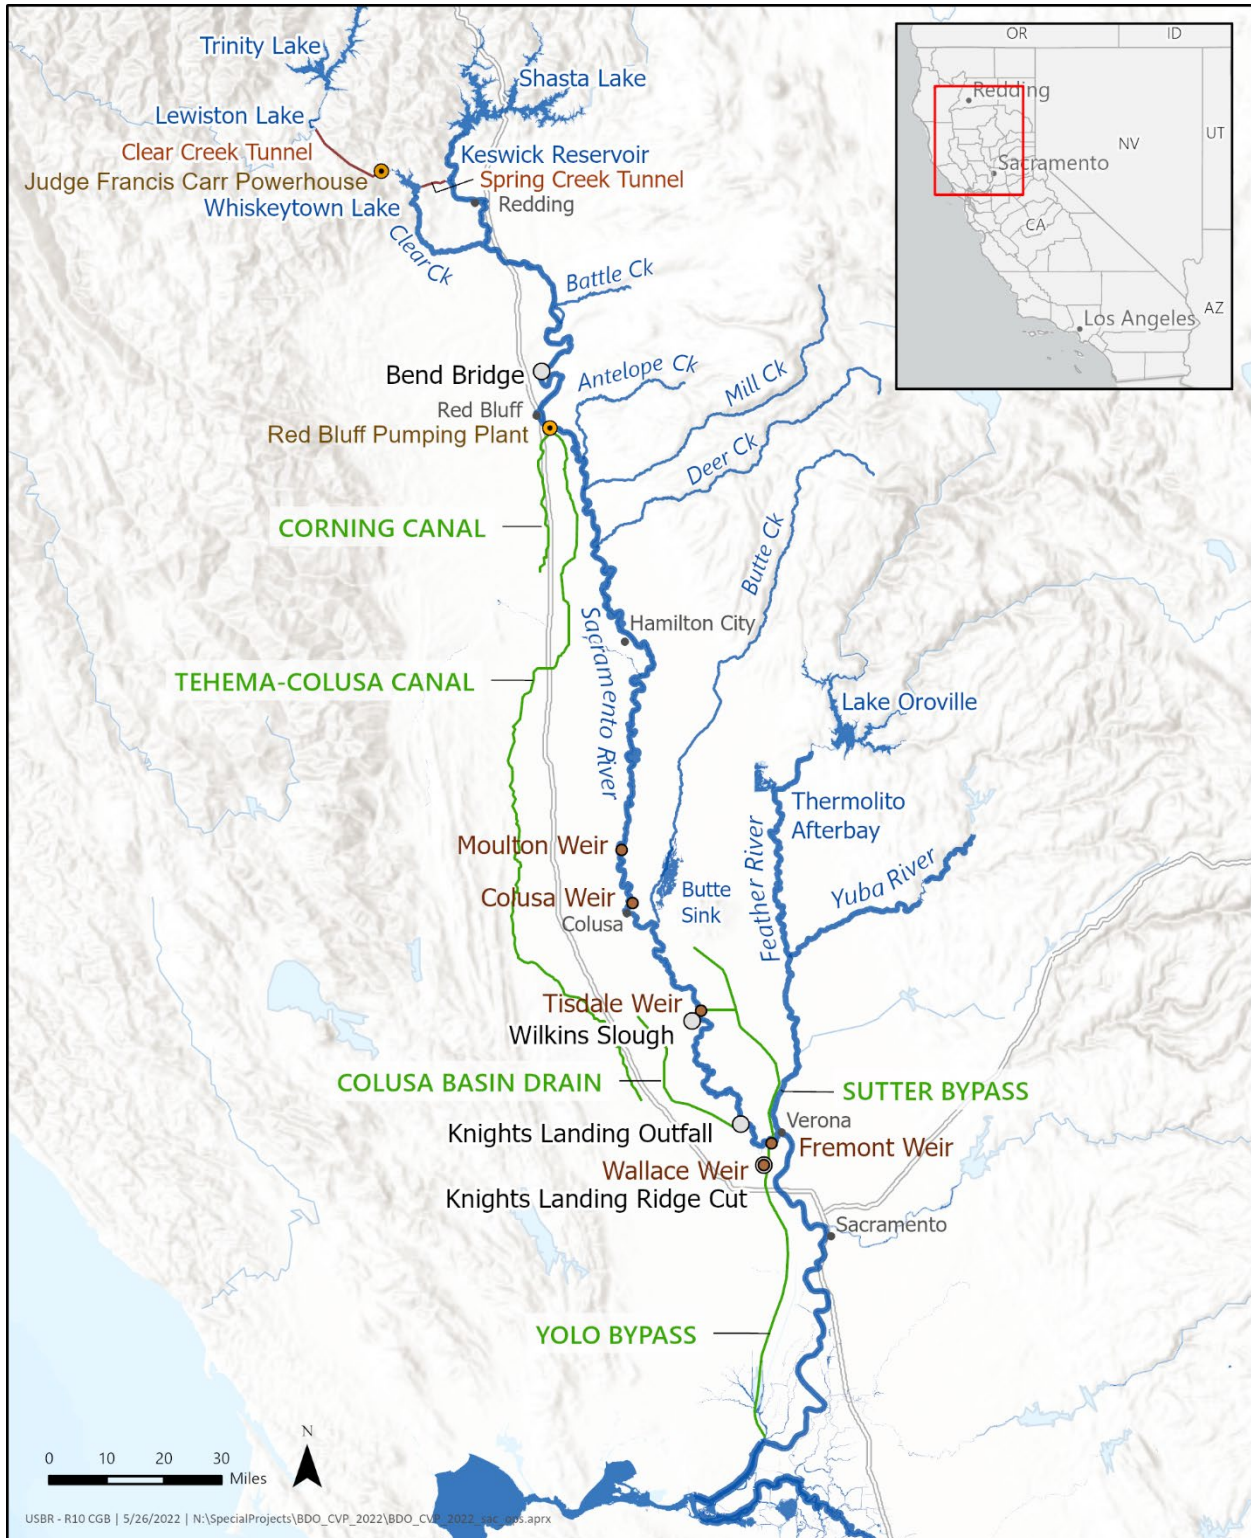 OR
ID
Trinity Lake
Shasta Lake
Redding
Lewiston Lake
NV
UT
Clear Creek Tunnel
Keswick Reservoir
Sacramento
Judge Francis Carr Powerhouse
Spring Creek Tunnel
Whiskeytown Lake
Redding
CA
Clear Ck
Battle Ck
AZ
Los Angeles
Bend Bridge
Antelope Ck
Mill Ck
Red Bluff
Red Bluff Pumping Plant
Deer Ck
CORNING CANAL
Butte Ck
Hamilton City
Sacramento River
TEHEMA-COLUSA CANAL
Lake Oroville
Thermolito
Afterbay
Feather River
Moulton Weir
Yuba River
Colusa Weir
Butte
Sink
Colusa
Tisdale Weir
Wilkins Slough
COLUSA BASIN DRAIN
SUTTER BYPASS
Verona
Knights Landing Outfall
Fremont Weir
Wallace Weir
Knights Landing Ridge Cut
Sacramento
YOLO BYPASS
N
0 10 20 30
Miles
USBR - R10 CGB | 5/26/2022 | N:\SpecialProjects\BDO_CVP_2022\BDO_CVP_2022_sac_ops.aprx